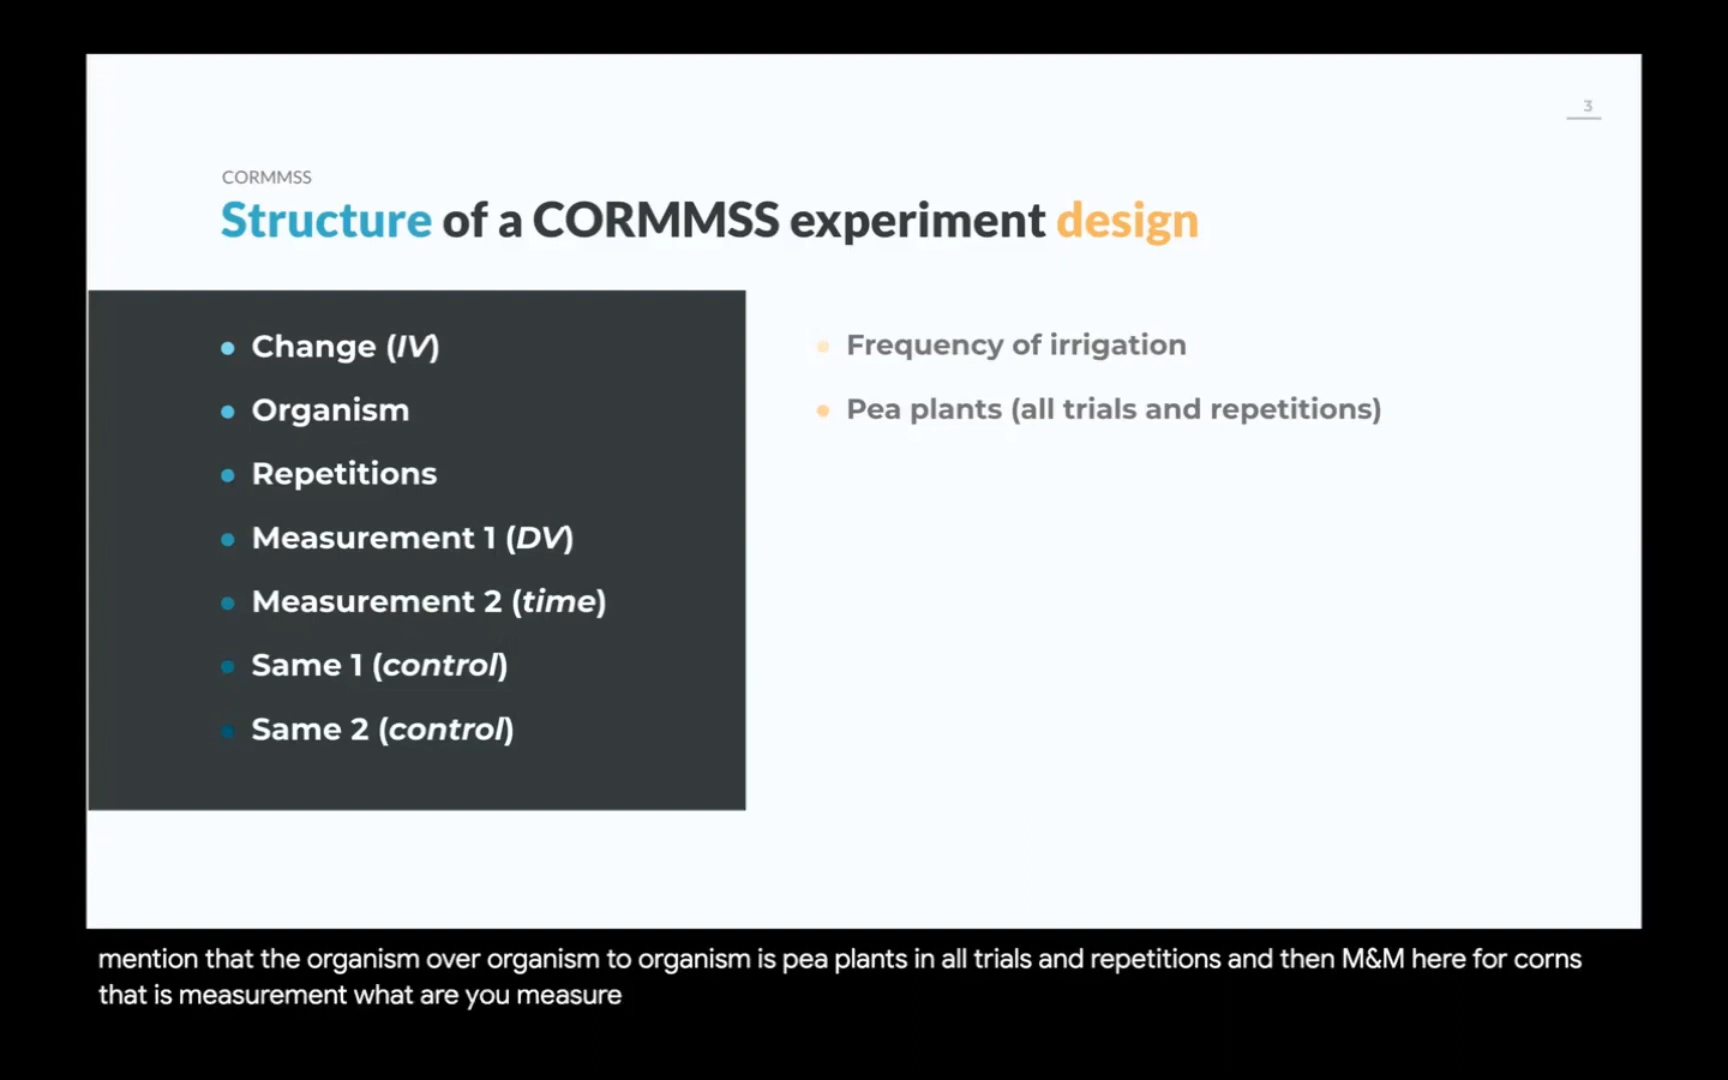 3
CORMMSS
Structure of a CORMMSS experiment design
Change (IV)
Organism
Repetitions
Measurement 1 (DV)
Measurement 2 (time)
Same 1 (control)
Same 2 (control)
Frequency of irrigation
Pea plants (all trials and repetitions)
mention that the organism over organism to organism is pea plants in all trials and repetitions and then M&M here for corns
that is measurement what are you measure